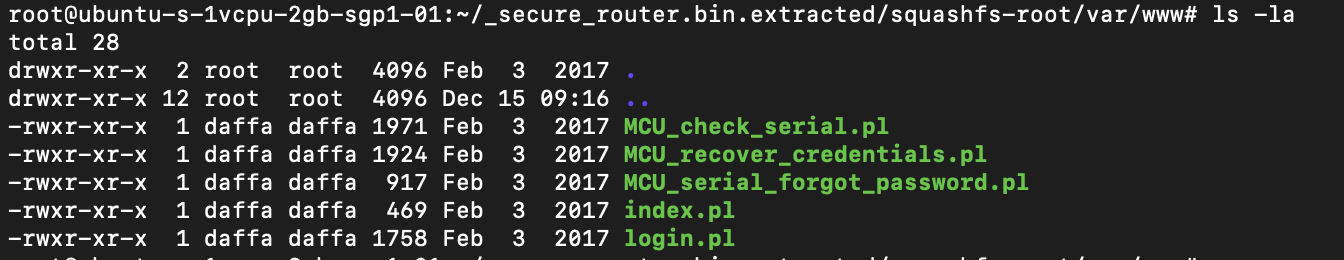 root@ubuntu-s-1vcpu-2gb-sgp1-01:~/_secure_router.bin.extracted/squashfs-root/var/www# ls -la
total 28
drwxr-xr-x  2 root  root  4096 Feb  3  2017 .
drwxr-xr-x 12 root  root  4096 Dec 15 09:16 ..
-rwxr-xr-x  1 daffa daffa 1971 Feb  3  2017 MCU_check_serial.pl
-rwxr-xr-x  1 daffa daffa 1924 Feb  3  2017 MCU_recover_credentials.pl
-rwxr-xr-x  1 daffa daffa  917 Feb  3  2017 MCU_serial_forgot_password.pl
-rwxr-xr-x  1 daffa daffa  469 Feb  3  2017 index.pl
-rwxr-xr-x  1 daffa daffa 1758 Feb  3  2017 login.pl